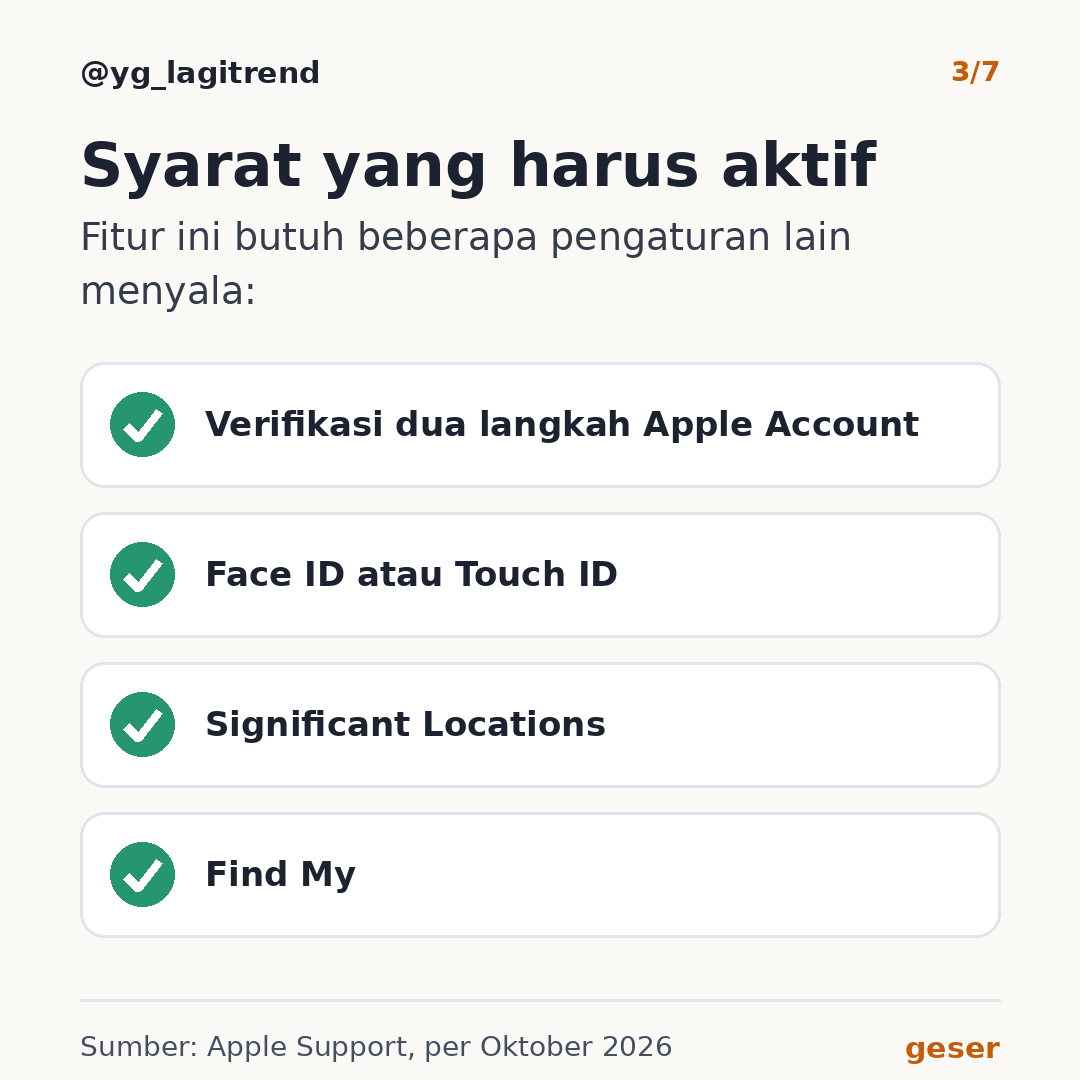 @yg_lagitrend
3/7
Syarat yang harus aktif
Fitur ini butuh beberapa pengaturan lain
menyala:
Verifikasi dua langkah Apple Account
Face ID atau Touch ID
Significant Locations
Find My
Sumber: Apple Support, per Oktober 2026
geser